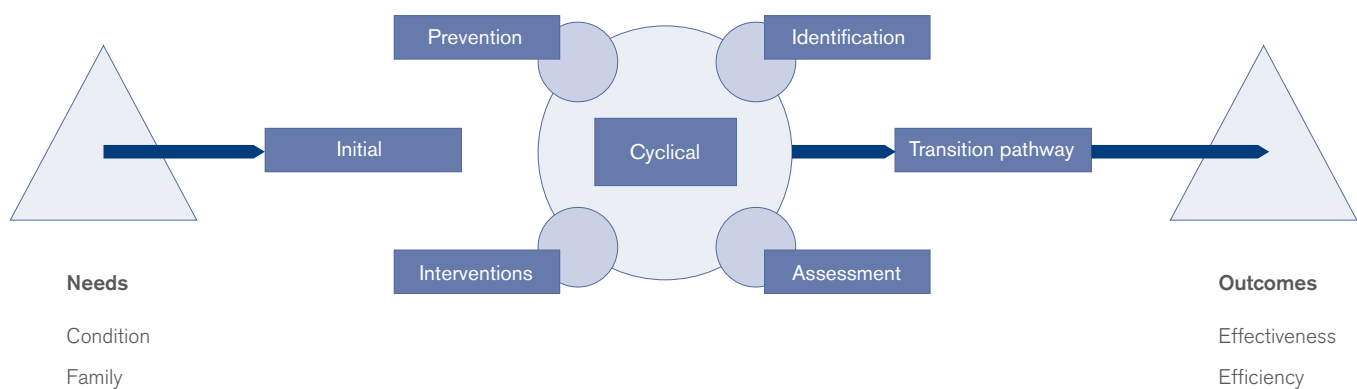 Prevention
Identification
Initial
Cyclical
Transition pathway
Interventions
Assessment
Needs
Condition
Family
Outcomes
Effectiveness
Efficiency